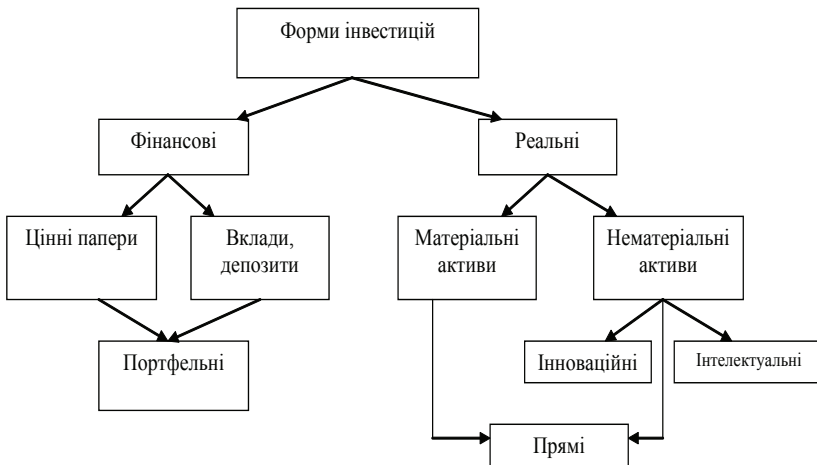 Форми інвестицій
Фінансові
Реальні
Цінні папери
Вклади,
депозити
Матеріальні
активи
Нематеріальні
активи
Портфельні
Інноваційні
Інтелектуальні
Прямі